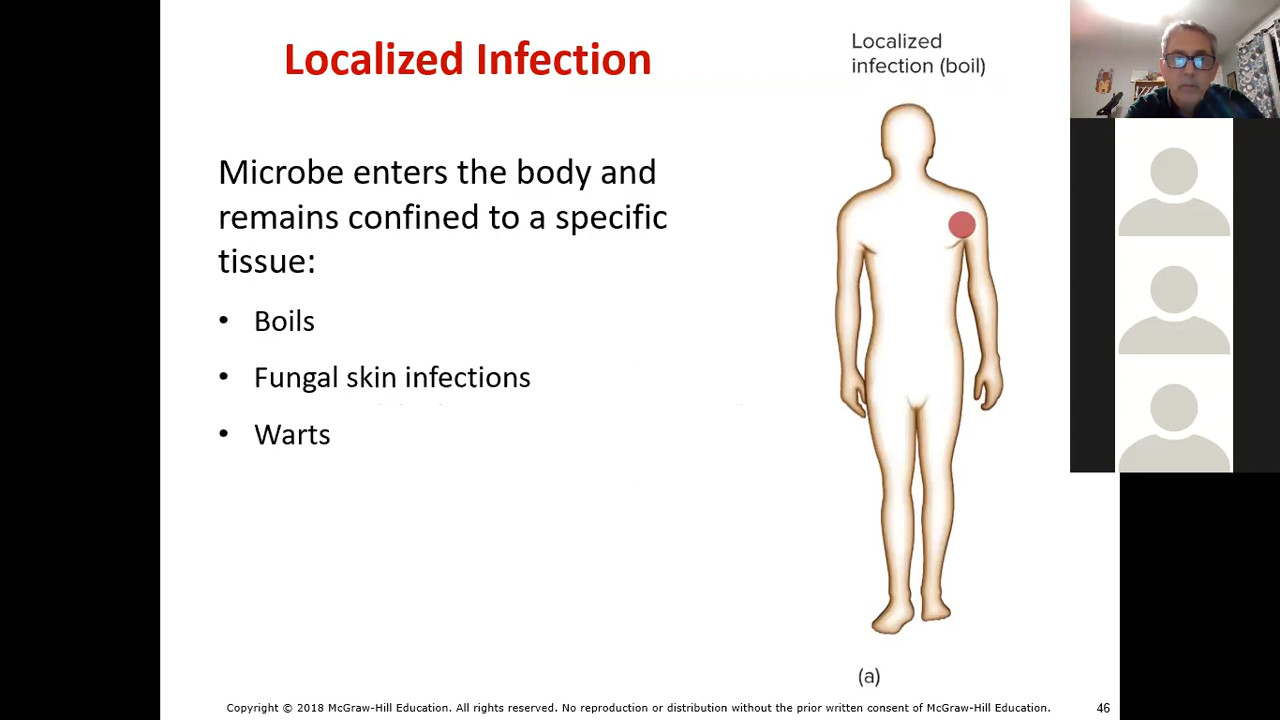 Localized Infection
Localized
infection (boil)
Microbe enters the body and
remains confined to a specific
tissue:
• Boils
• Fungal skin infections
• Warts
(a)
Copyright © 2018 McGraw-Hill Education. All rights reserved. No reproduction or distribution without the prior written consent of McGraw-Hill Education.
46